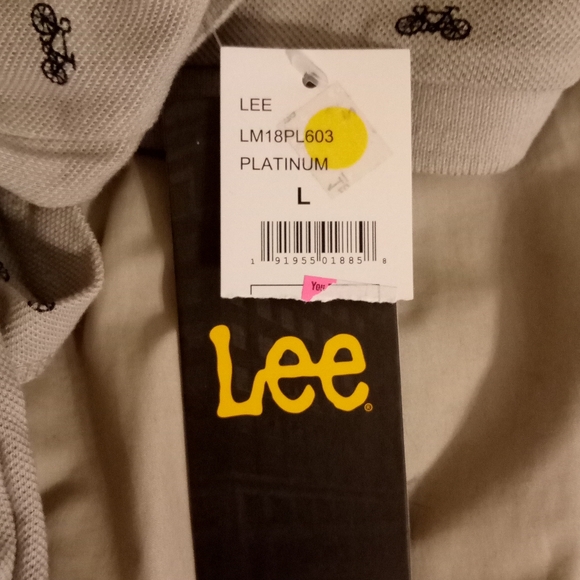 LEE
LM18PL603
PLATINUM
L
1 91955 01885 8
Lee®